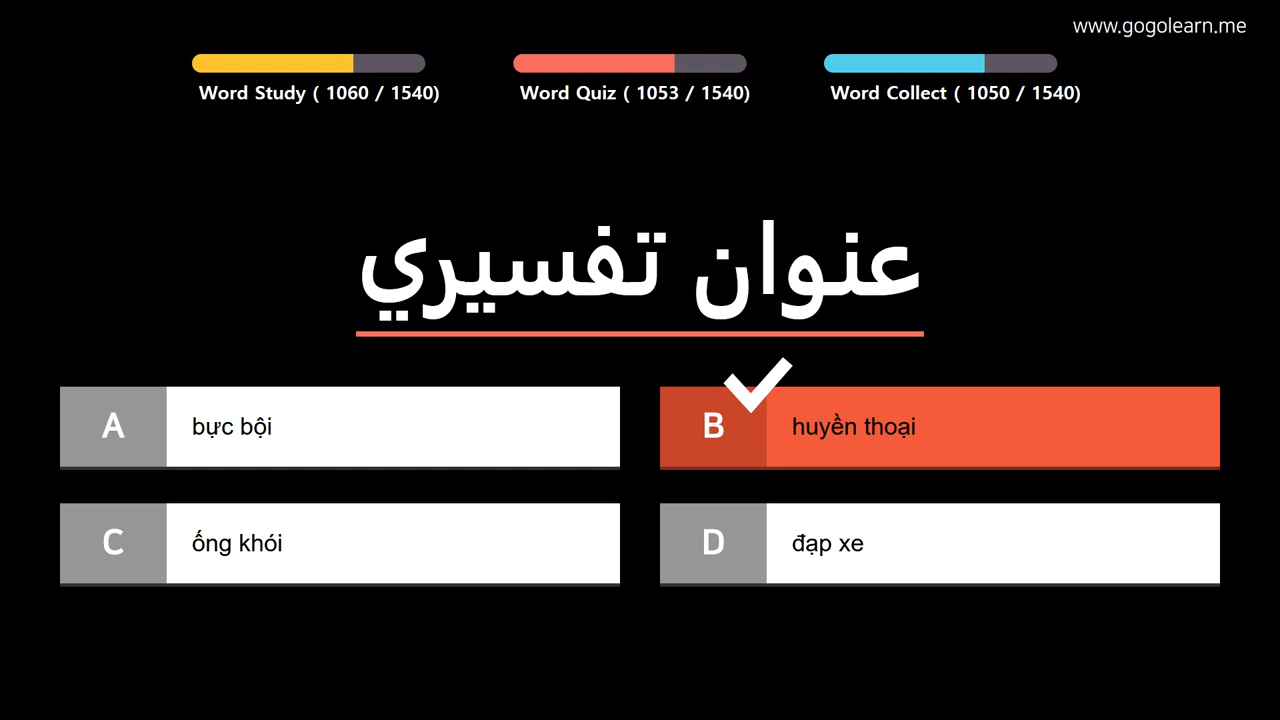 www.gogolearn.me
Word Study ( 1060 / 1540)
Word Quiz ( 1053 / 1540)
Word Collect ( 1050 / 1540)
عنوان تفسيري
A
bực bội
B
huyền thoại
C
ống khói
D
đạp xe